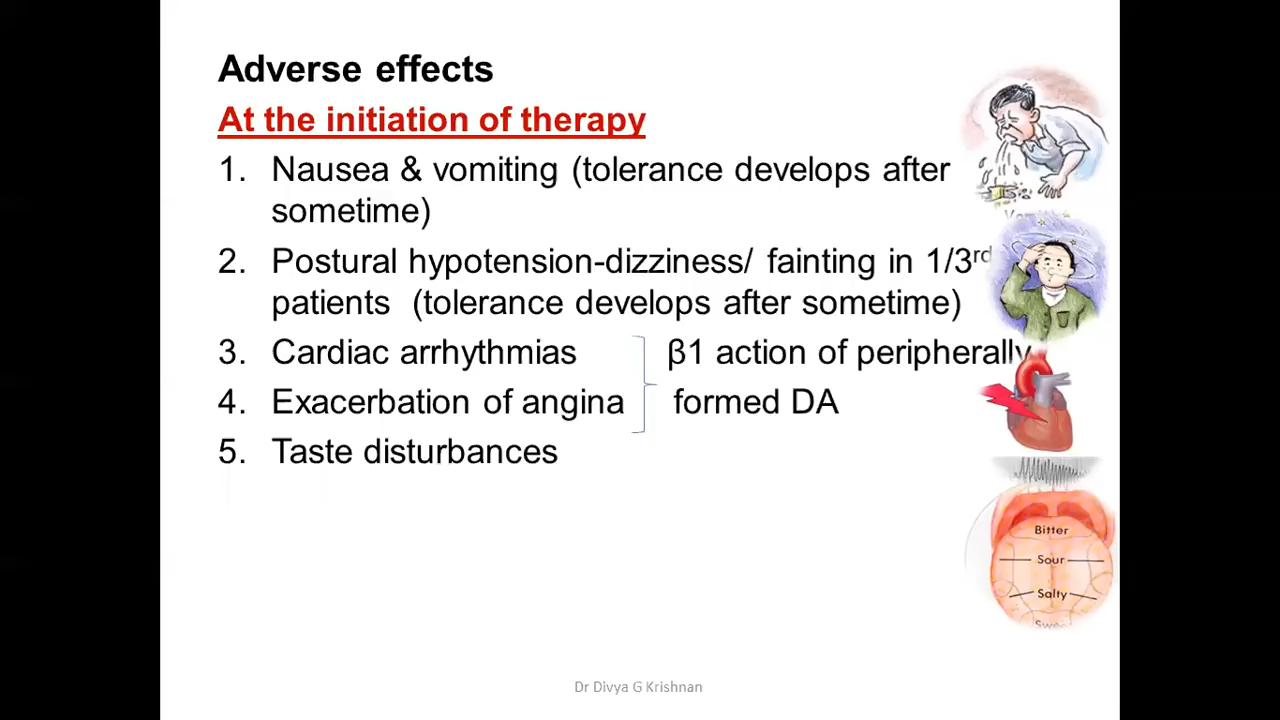 Adverse effects
At the initiation of therapy
1. Nausea & vomiting (tolerance develops after
sometime)
2. Postural hypotension-dizziness/ fainting in 1/3rd
patients (tolerance develops after sometime)
3. Cardiac arrhythmias β1 action of peripherally
4. Exacerbation of angina formed DA
5. Taste disturbances
Bitter
Sour
Salty
Dr Divya G Krishnan